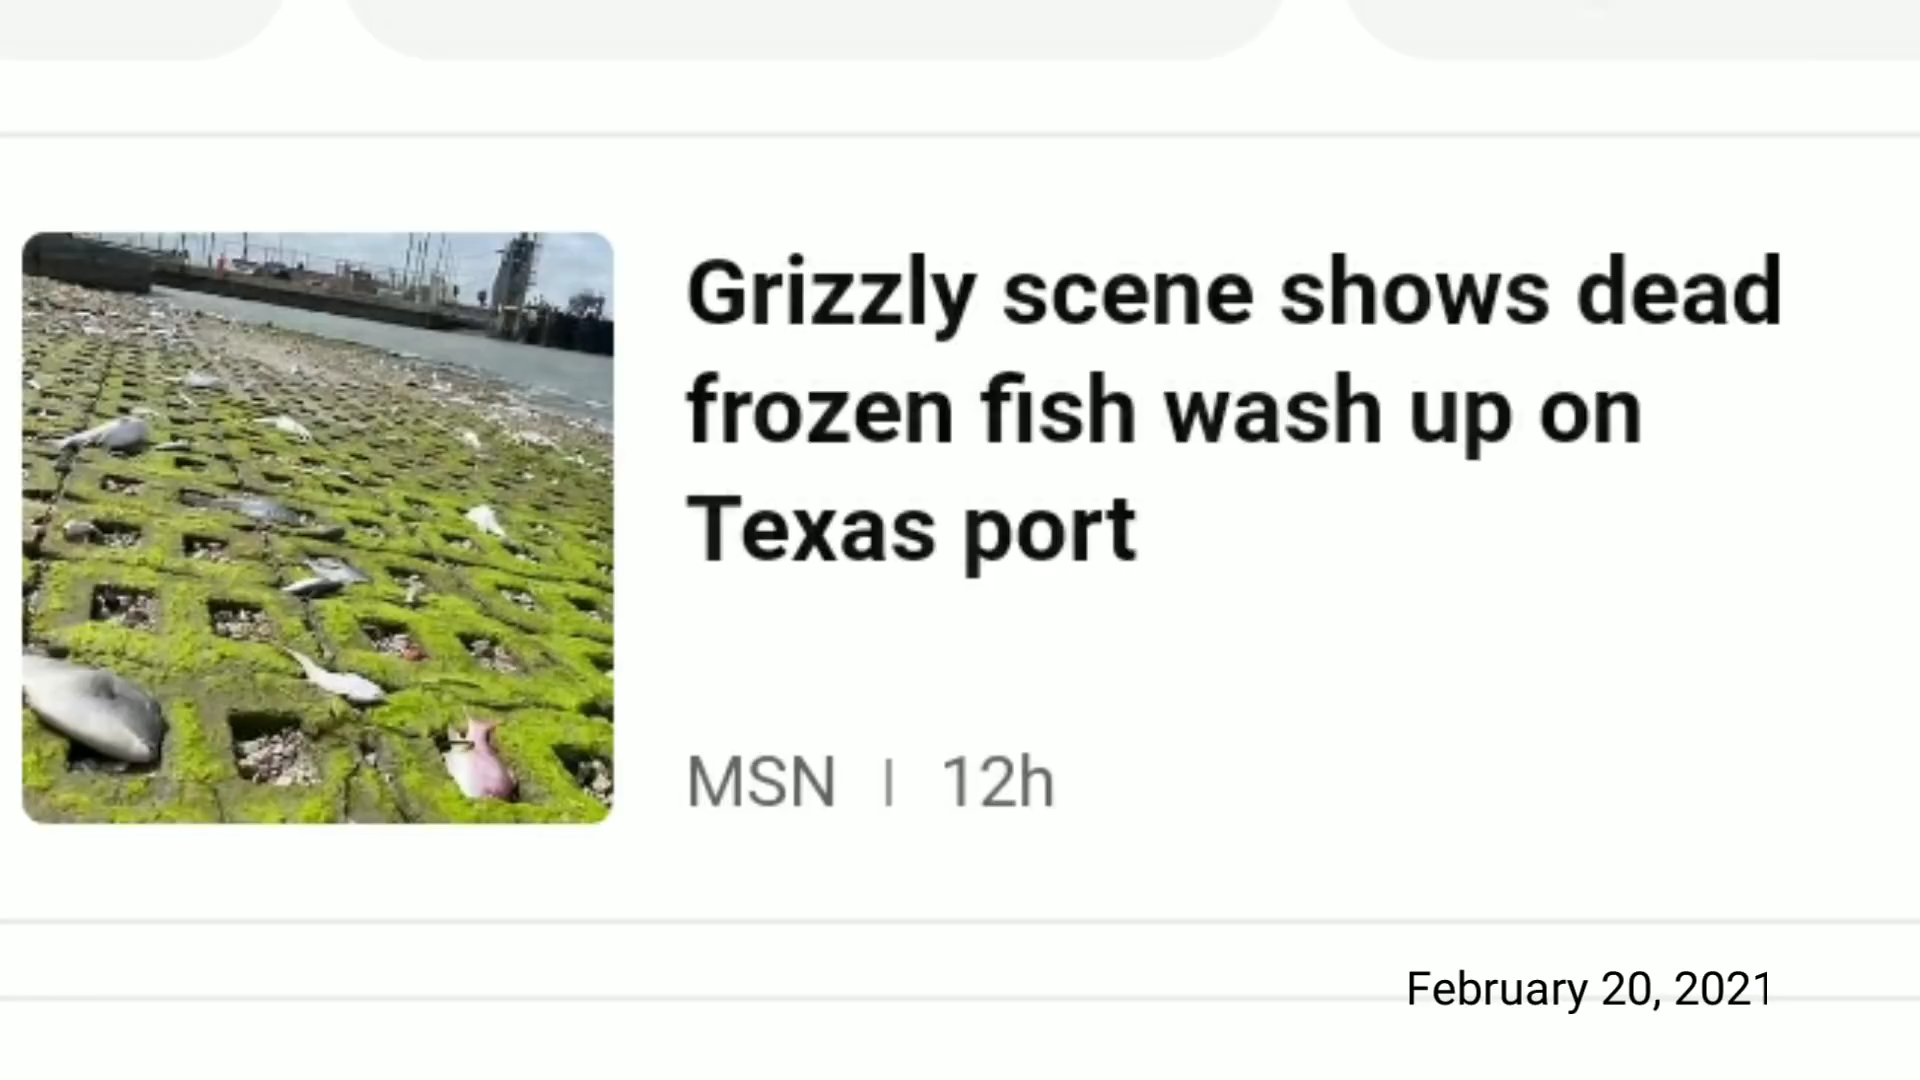 Grizzly scene shows dead
frozen fish wash up on
Texas port
MSN | 12h
February 20, 2021